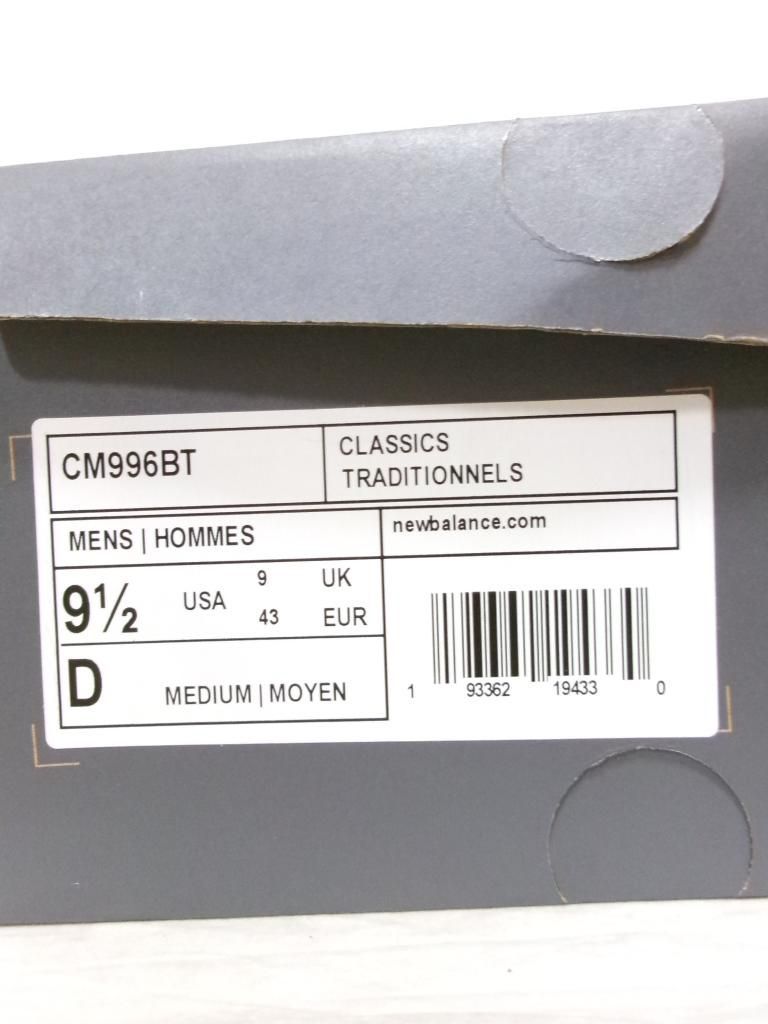 CM996BT
CLASSICS
TRADITIONNELS
MENS | HOMMES
newbalance.com
9½ USA 9 UK
43 EUR
D MEDIUM | MOYEN
1 93362 19433 0